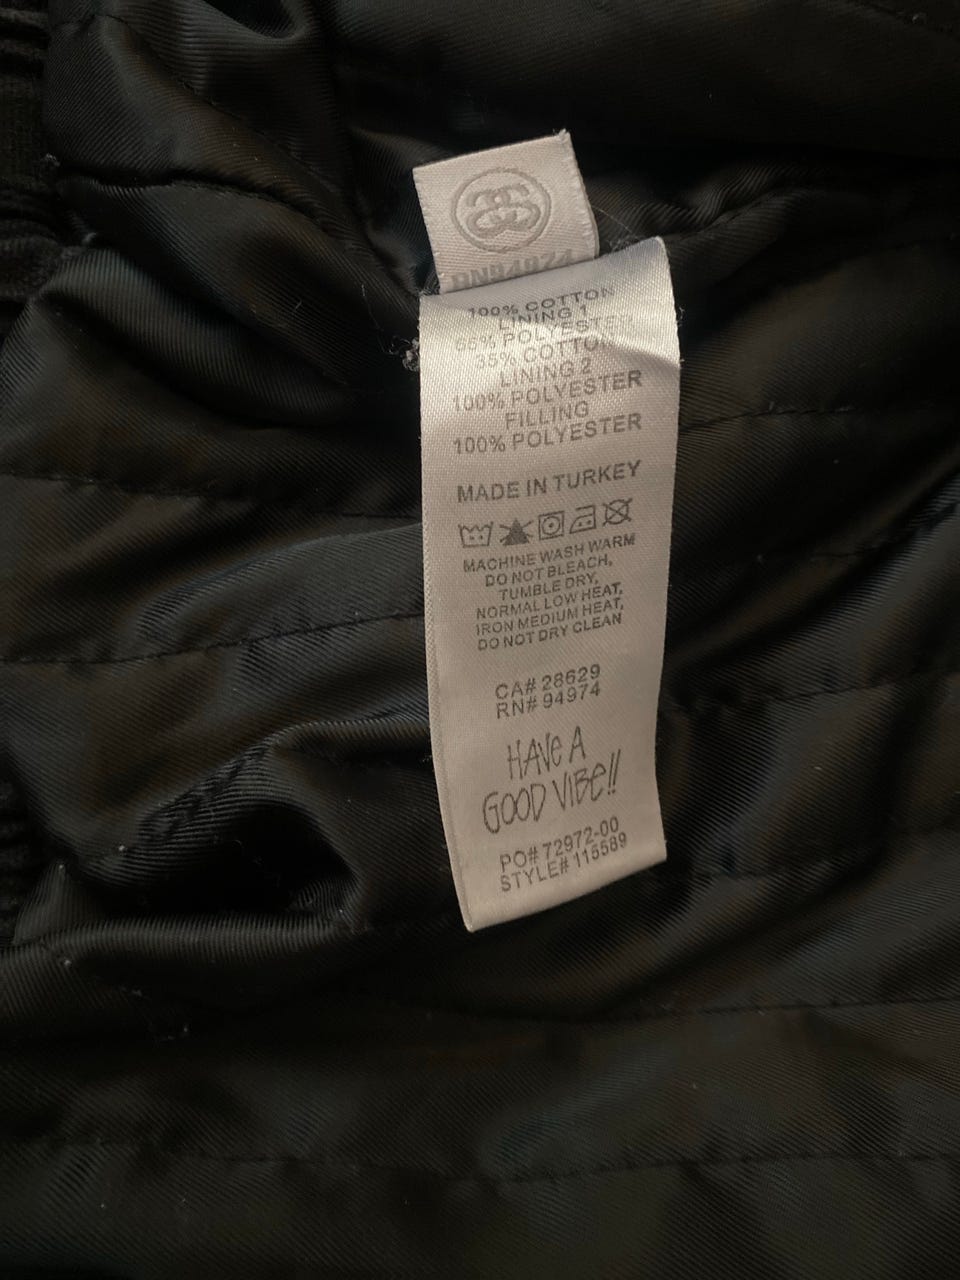 RN94974
100% COTTON
LINING 1
65% POLYESTER
35% COTTON
LINING 2
100% POLYESTER
FILLING
100% POLYESTER
MADE IN TURKEY
MACHINE WASH WARM
DO NOT BLEACH,
TUMBLE DRY,
NORMAL LOW HEAT,
IRON MEDIUM HEAT,
DO NOT DRY CLEAN
CA# 28629
RN# 94974
HAVE A
GOOD VIBE!!
PO# 72972-00
STYLE# 115589